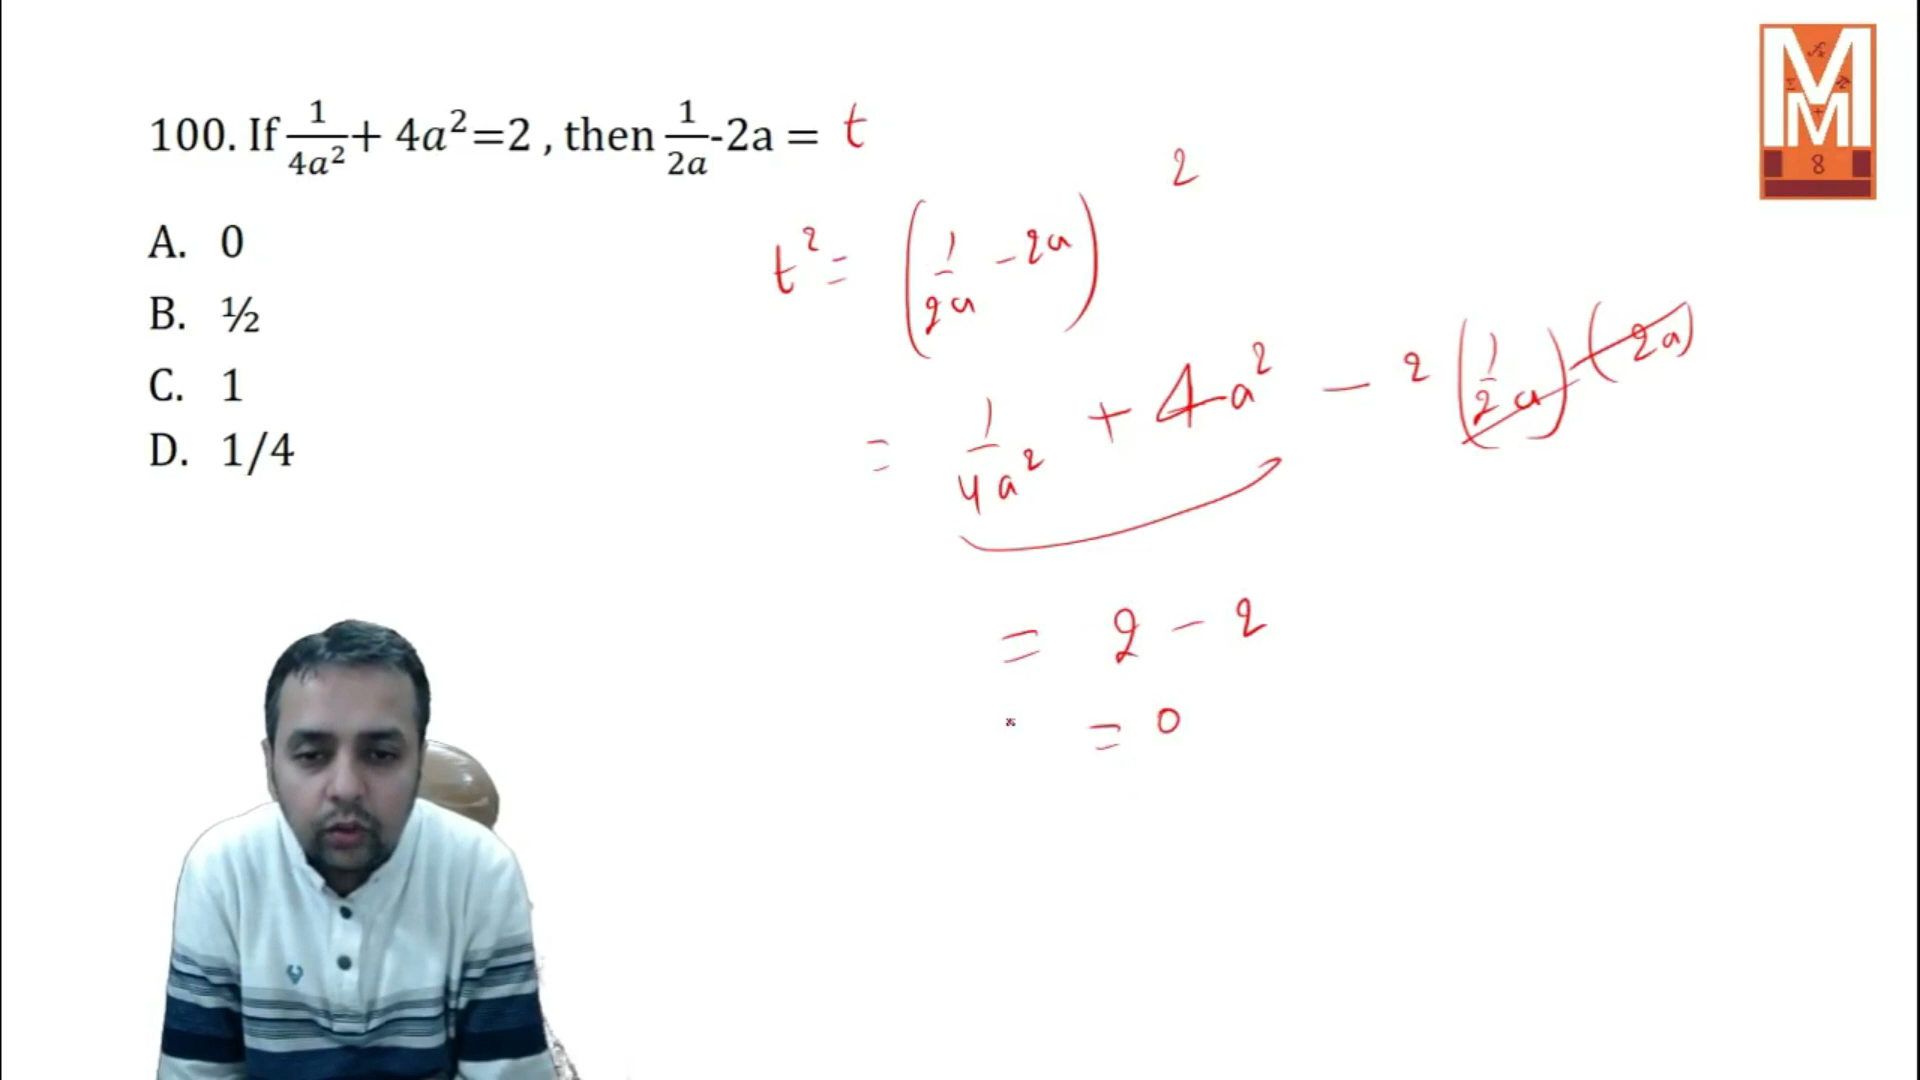 100. If 1/4a² + 4a²=2 , then 1/2a -2a = t
A. 0
B. ½
C. 1
D. 1/4
t² = (1/2a - 2a)²
= 1/4a² + 4a² - 2(1/2a)(2a)
= 2 - 2
= 0
M
M
8